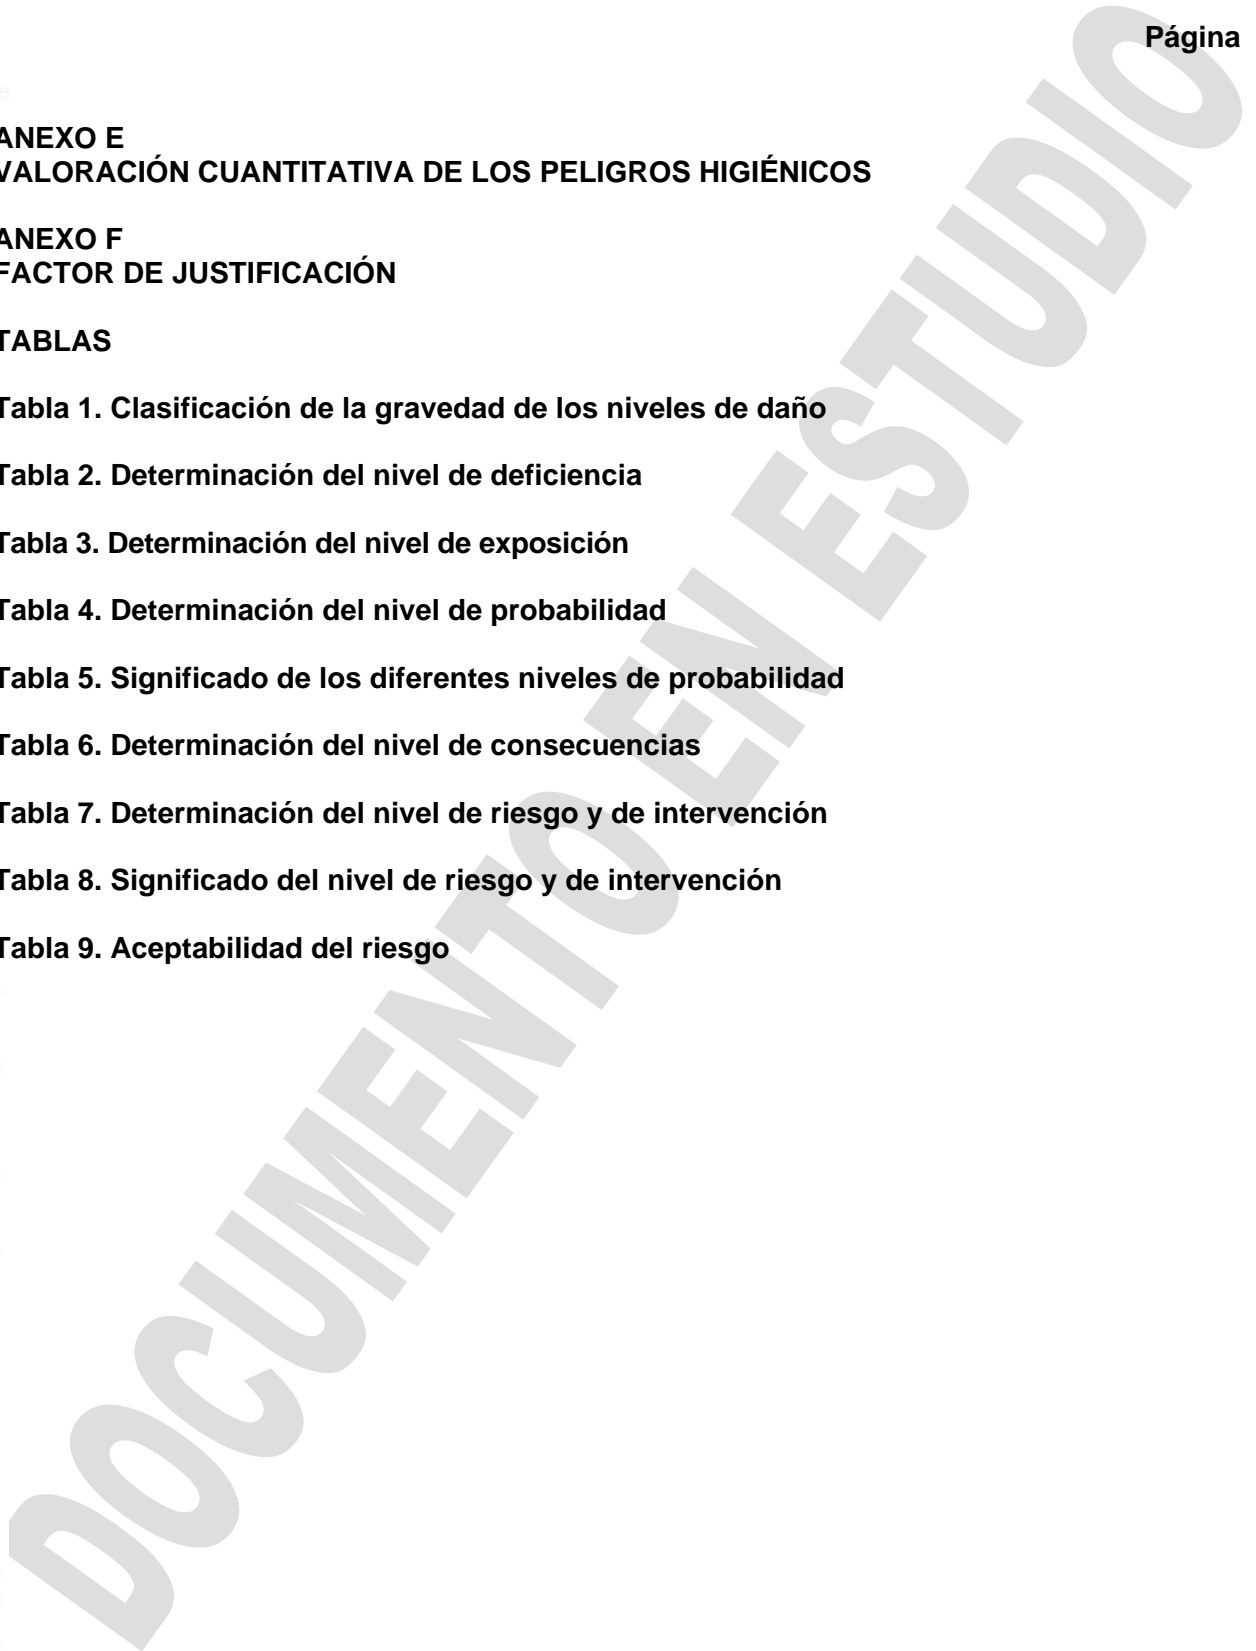 Página
ANEXO E
VALORACIÓN CUANTITATIVA DE LOS PELIGROS HIGIÉNICOS
ANEXO F
FACTOR DE JUSTIFICACIÓN
TABLAS
Tabla 1. Clasificación de la gravedad de los niveles de daño
Tabla 2. Determinación del nivel de deficiencia
Tabla 3. Determinación del nivel de exposición
Tabla 4. Determinación del nivel de probabilidad
Tabla 5. Significado de los diferentes niveles de probabilidad
Tabla 6. Determinación del nivel de consecuencias
Tabla 7. Determinación del nivel de riesgo y de intervención
Tabla 8. Significado del nivel de riesgo y de intervención
Tabla 9. Aceptabilidad del riesgo
DOCUMENTO EN ESTUDIO